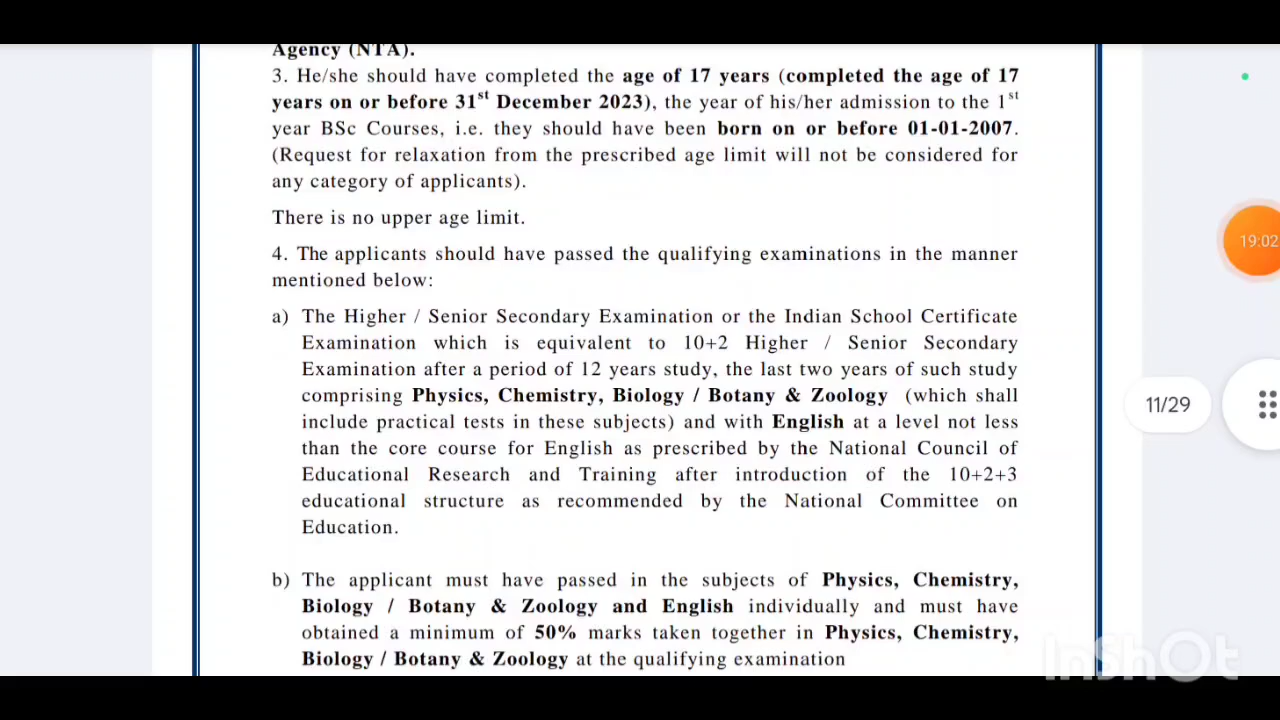 Agency (NTA).
3. He/she should have completed the age of 17 years (completed the age of 17
years on or before 31st December 2023), the year of his/her admission to the 1st
year BSc Courses, i.e. they should have been born on or before 01-01-2007.
(Request for relaxation from the prescribed age limit will not be considered for
any category of applicants).
There is no upper age limit.
4. The applicants should have passed the qualifying examinations in the manner
mentioned below:
a) The Higher / Senior Secondary Examination or the Indian School Certificate
Examination which is equivalent to 10+2 Higher / Senior Secondary
Examination after a period of 12 years study, the last two years of such study
comprising Physics, Chemistry, Biology / Botany & Zoology (which shall
include practical tests in these subjects) and with English at a level not less
than the core course for English as prescribed by the National Council of
Educational Research and Training after introduction of the 10+2+3
educational structure as recommended by the National Committee on
Education.
b) The applicant must have passed in the subjects of Physics, Chemistry,
Biology / Botany & Zoology and English individually and must have
obtained a minimum of 50% marks taken together in Physics, Chemistry,
Biology / Botany & Zoology at the qualifying examination
19:02
11/29
InShOt